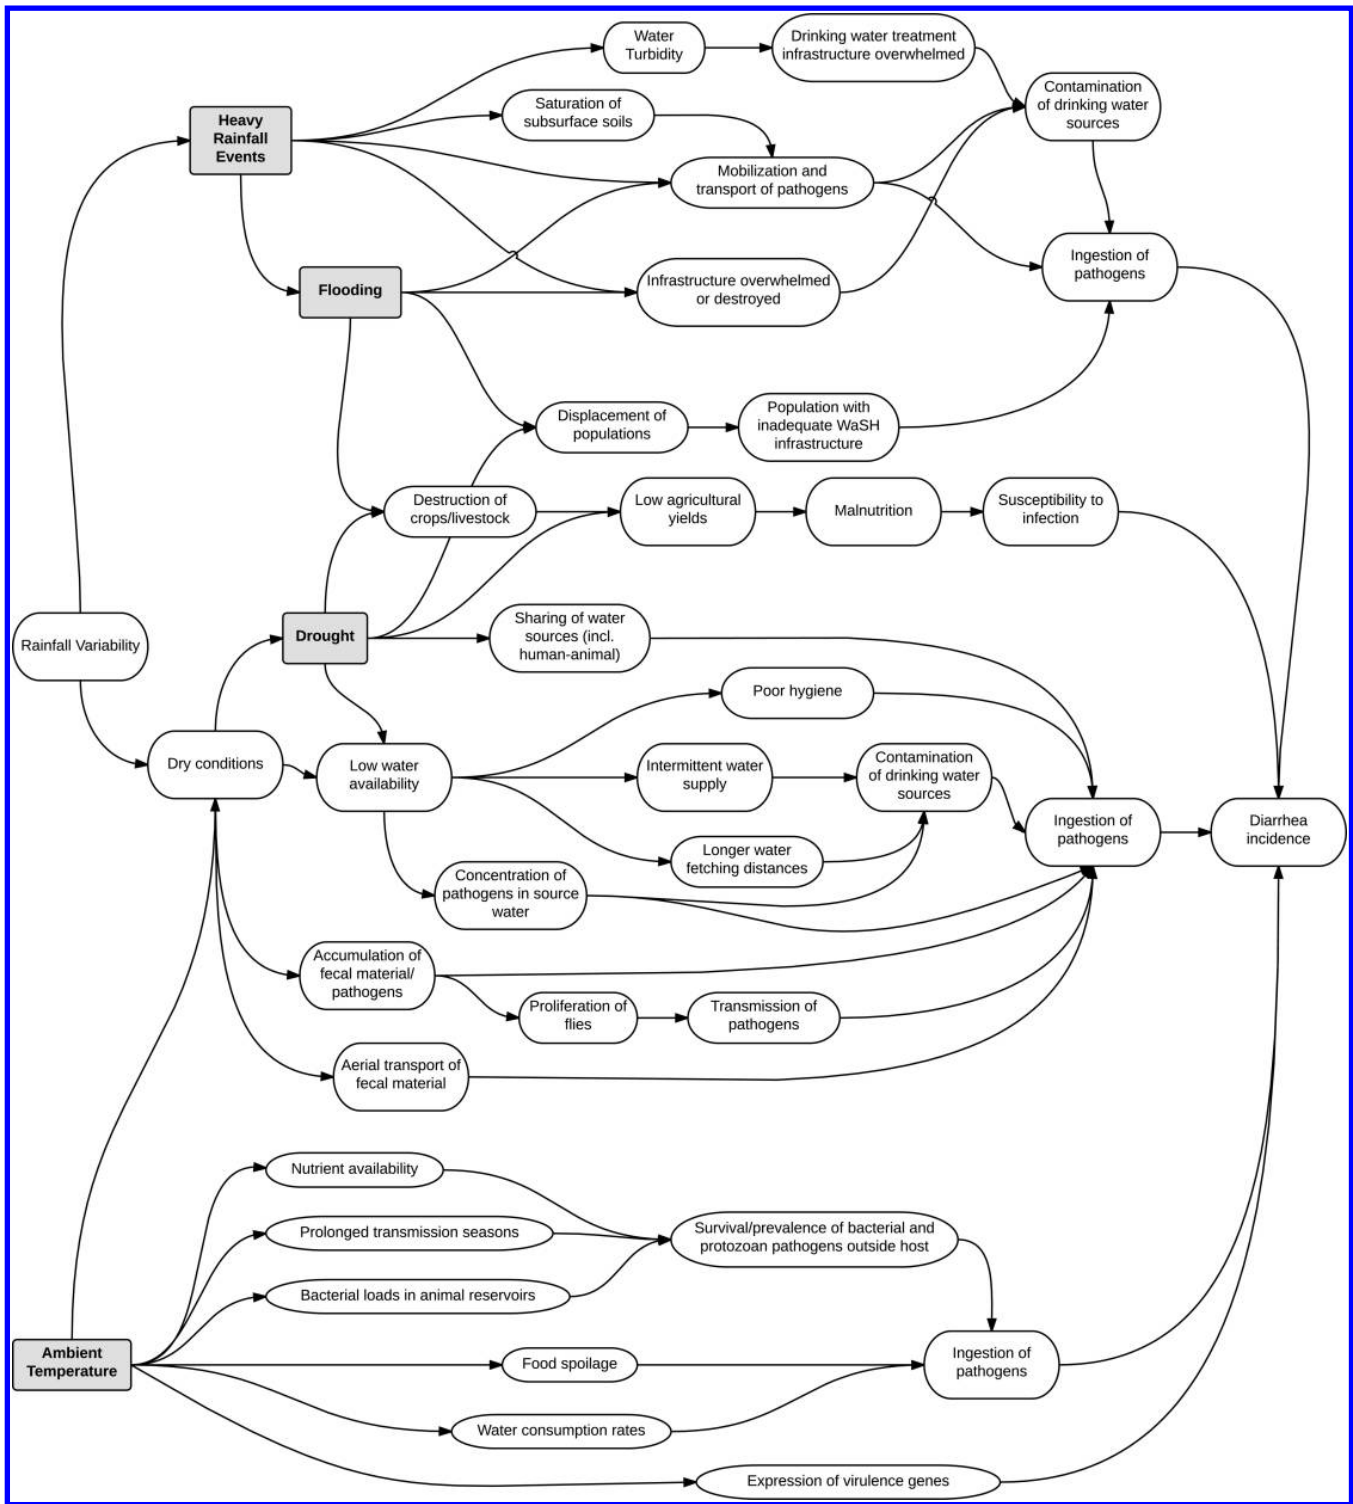 Water
Turbidity
Drinking water treatment
infrastructure overwhelmed
Contamination
of drinking water
sources
Saturation of
subsurface soils
Heavy
Rainfall
Events
Mobilization and
transport of pathogens
Ingestion of
pathogens
Flooding
Infrastructure overwhelmed
or destroyed
Displacement of
populations
Population with
inadequate WaSH
infrastructure
Destruction of
crops/livestock
Low agricultural
yields
Malnutrition
Susceptibility to
infection
Rainfall Variability
Drought
Sharing of water
sources (incl.
human-animal)
Poor hygiene
Dry conditions
Low water
availability
Intermittent water
supply
Contamination
of drinking water
sources
Ingestion of
pathogens
Diarrhea
incidence
Longer water
fetching distances
Concentration of
pathogens in source
water
Accumulation of
fecal material/
pathogens
Proliferation of
flies
Transmission of
pathogens
Aerial transport of
fecal material
Nutrient availability
Prolonged transmission seasons
Survival/prevalence of bacterial and
protozoan pathogens outside host
Bacterial loads in animal reservoirs
Ambient
Temperature
Food spoilage
Ingestion of
pathogens
Water consumption rates
Expression of virulence genes